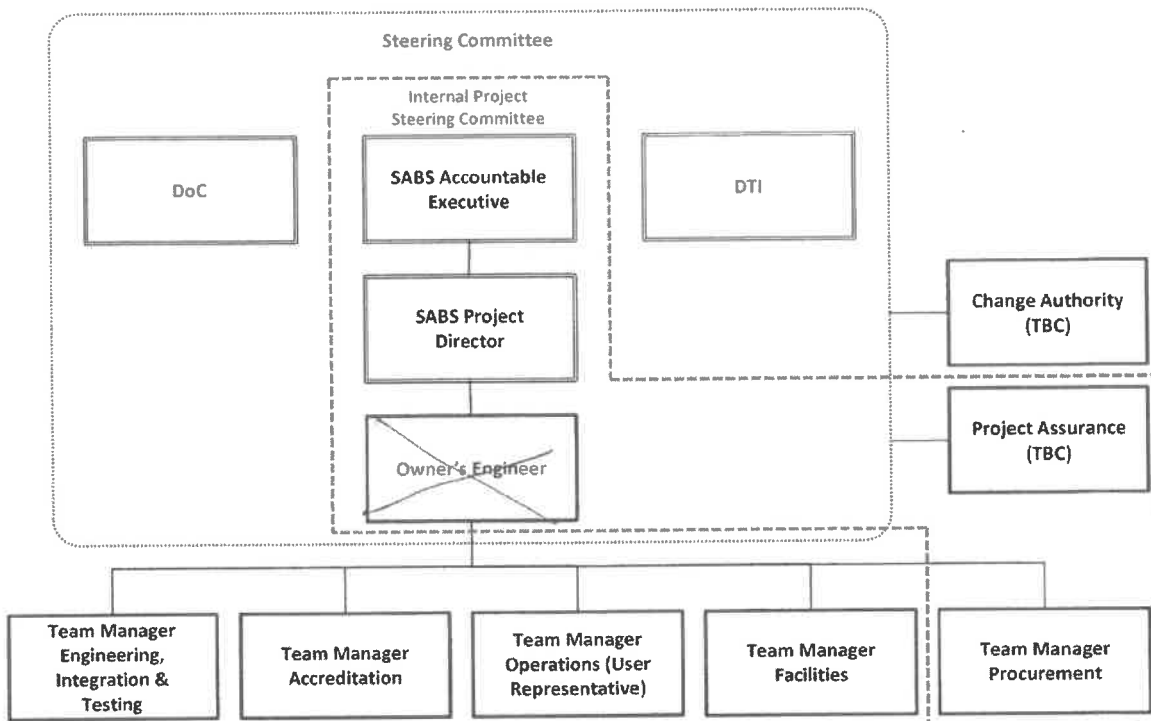 Steering Committee
Internal Project
Steering Committee
DoC
SABS Accountable
Executive
DTI
SABS Project
Director
Change Authority
(TBC)
Owner's Engineer
Project Assurance
(TBC)
Team Manager
Engineering,
Integration &
Testing
Team Manager
Accreditation
Team Manager
Operations (User
Representative)
Team Manager
Facilities
Team Manager
Procurement